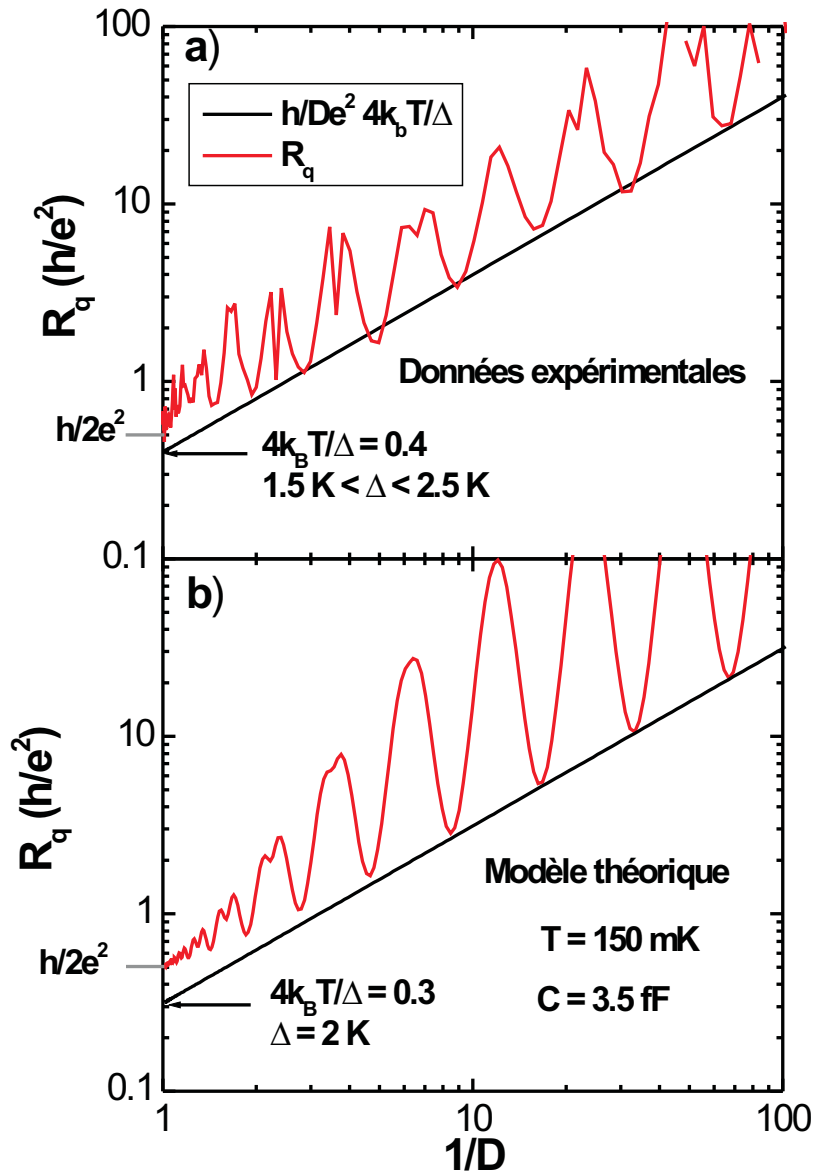 a)
h/De² 4k_bT/Δ
R_q
100
10
1
0.1
R_q (h/e²)
h/2e²
Données expérimentales
4k_BT/Δ = 0.4
1.5 K < Δ < 2.5 K
b)
10
1
0.1
R_q (h/e²)
h/2e²
Modèle théorique
T = 150 mK
C = 3.5 fF
4k_BT/Δ = 0.3
Δ = 2 K
1 10 100
1/D